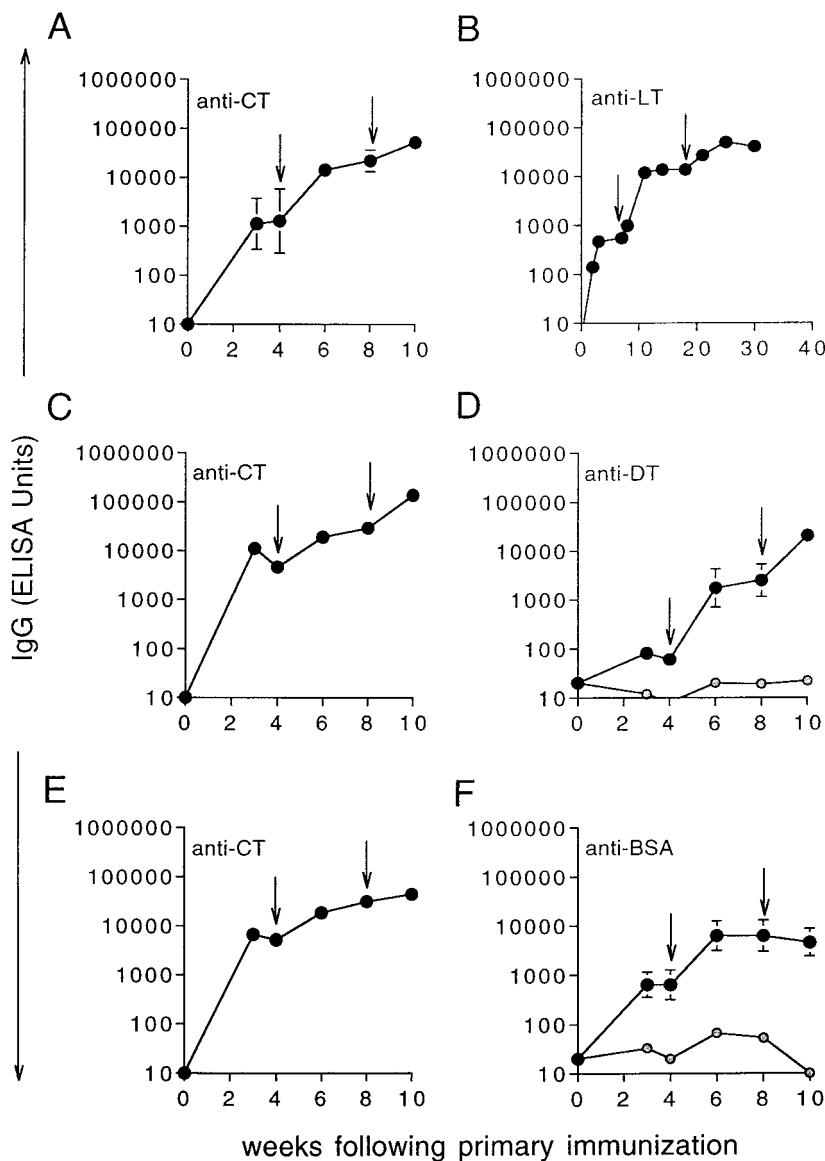 A
1000000
100000
10000
1000
100
10
anti-CT
0 2 4 6 8 10
B
1000000
100000
10000
1000
100
10
anti-LT
0 10 20 30 40
IgG (ELISA Units)
C
1000000
100000
10000
1000
100
10
anti-CT
0 2 4 6 8 10
D
1000000
100000
10000
1000
100
10
anti-DT
0 2 4 6 8 10
E
1000000
100000
10000
1000
100
10
anti-CT
0 2 4 6 8 10
F
1000000
100000
10000
1000
100
10
anti-BSA
0 2 4 6 8 10
weeks following primary immunization